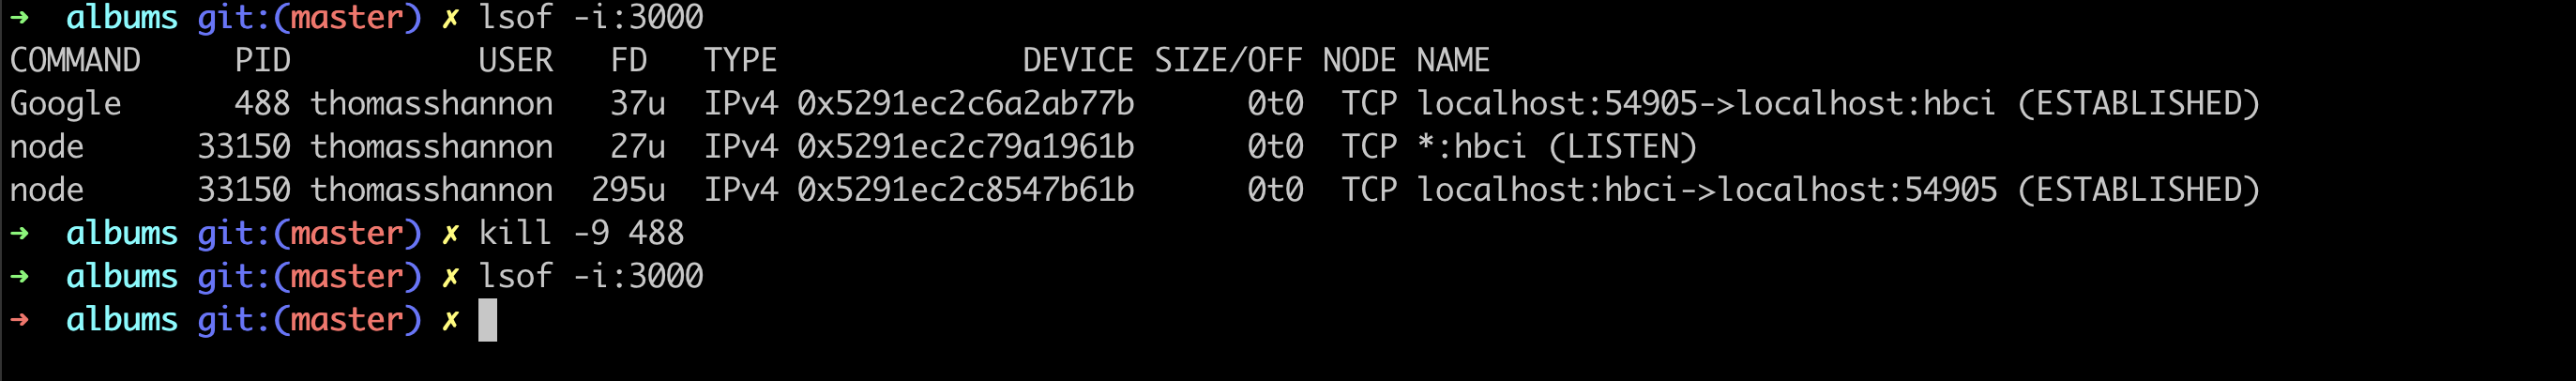 ➜  albums git:(master) ✗ lsof -i:3000
COMMAND     PID          USER   FD   TYPE             DEVICE SIZE/OFF NODE NAME
Google      488 thomasshannon   37u  IPv4 0x5291ec2c6a2ab77b      0t0  TCP localhost:54905->localhost:hbci (ESTABLISHED)
node      33150 thomasshannon   27u  IPv4 0x5291ec2c79a1961b      0t0  TCP *:hbci (LISTEN)
node      33150 thomasshannon  295u  IPv4 0x5291ec2c8547b61b      0t0  TCP localhost:hbci->localhost:54905 (ESTABLISHED)
➜  albums git:(master) ✗ kill -9 488
➜  albums git:(master) ✗ lsof -i:3000
➜  albums git:(master) ✗